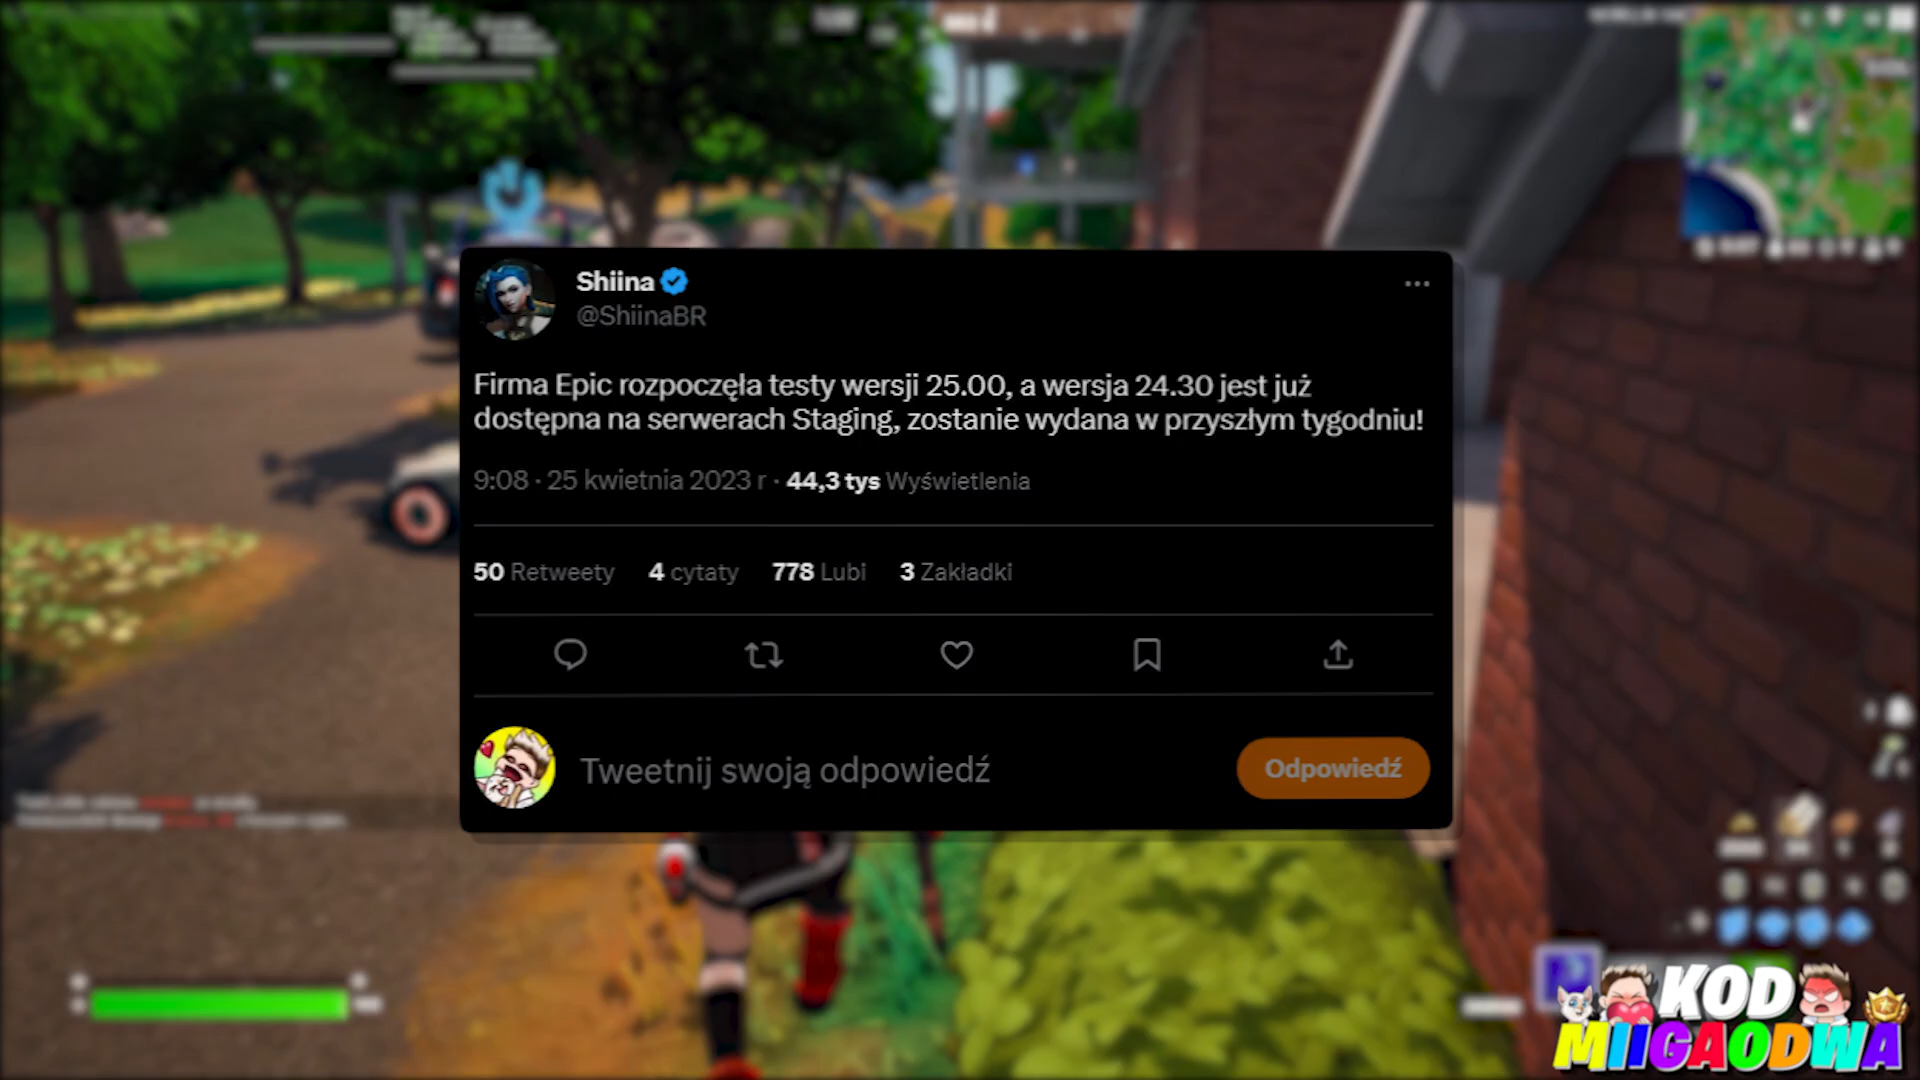 Shiina
@ShiinaBR
Firma Epic rozpoczęła testy wersji 25.00, a wersja 24.30 jest już
dostępna na serwerach Staging, zostanie wydana w przyszłym tygodniu!
9:08 · 25 kwietnia 2023 r · 44,3 tys Wyświetlenia
50 Retweety 4 cytaty 778 Lubi 3 Zakładki
Tweetnij swoją odpowiedź
Odpowiedź
KOD
MIIGAODWA